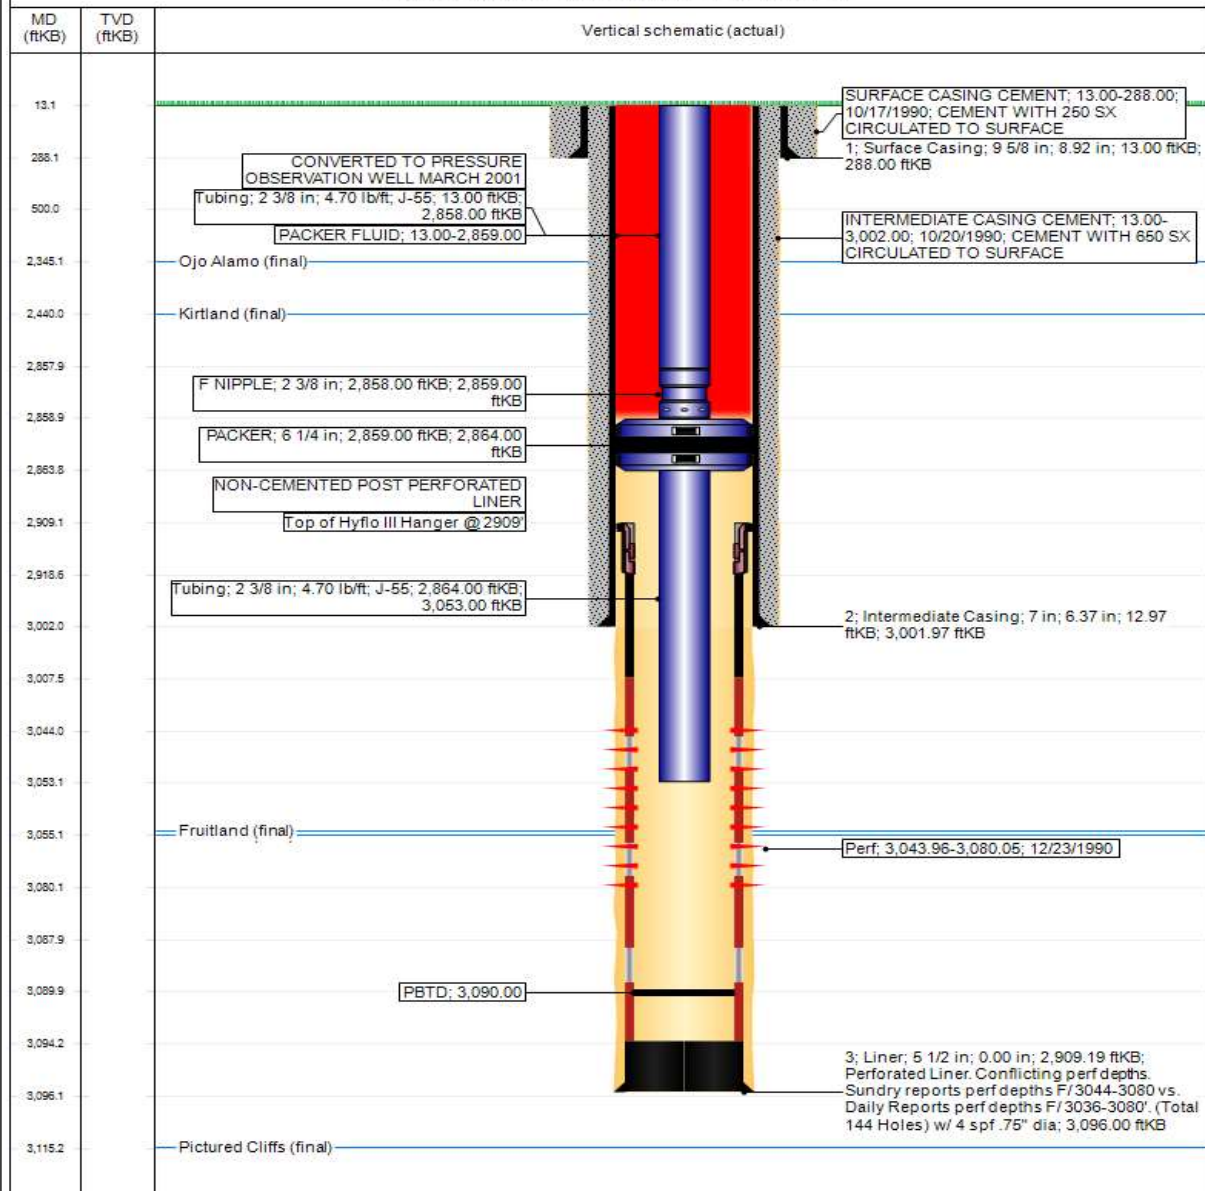 MD
(ftKB)
TVD
(ftKB)
Vertical schematic (actual)
13.1
288.1
500.0
2,345.1
2,440.0
2,857.9
2,858.9
2,863.8
2,909.1
2,918.6
3,002.0
3,007.5
3,044.0
3,053.1
3,055.1
3,080.1
3,087.9
3,089.9
3,094.2
3,096.1
3,115.2
SURFACE CASING CEMENT; 13.00-288.00;
10/17/1990; CEMENT WITH 250 SX
CIRCULATED TO SURFACE
1; Surface Casing; 9 5/8 in; 8.92 in; 13.00 ftKB;
288.00 ftKB
CONVERTED TO PRESSURE
OBSERVATION WELL MARCH 2001
Tubing; 2 3/8 in; 4.70 lb/ft; J-55; 13.00 ftKB;
2,858.00 ftKB
PACKER FLUID; 13.00-2,859.00
INTERMEDIATE CASING CEMENT; 13.00-
3,002.00; 10/20/1990; CEMENT WITH 650 SX
CIRCULATED TO SURFACE
Ojo Alamo (final)
Kirtland (final)
F NIPPLE; 2 3/8 in; 2,858.00 ftKB; 2,859.00
ftKB
PACKER; 6 1/4 in; 2,859.00 ftKB; 2,864.00
ftKB
NON-CEMENTED POST PERFORATED
LINER
Top of Hyflo III Hanger @ 2909'
Tubing; 2 3/8 in; 4.70 lb/ft; J-55; 2,864.00 ftKB;
3,053.00 ftKB
2; Intermediate Casing; 7 in; 6.37 in; 12.97
ftKB; 3,001.97 ftKB
Fruitland (final)
Perf; 3,043.96-3,080.05; 12/23/1990
PBTD; 3,090.00
3; Liner; 5 1/2 in; 0.00 in; 2,909.19 ftKB;
Perforated Liner. Conflicting perf depths.
Sundry reports perf depths F/ 3044-3080 vs.
Daily Reports perf depths F/ 3036-3080'. (Total
144 Holes) w/ 4 spf .75" dia; 3,096.00 ftKB
Pictured Cliffs (final)